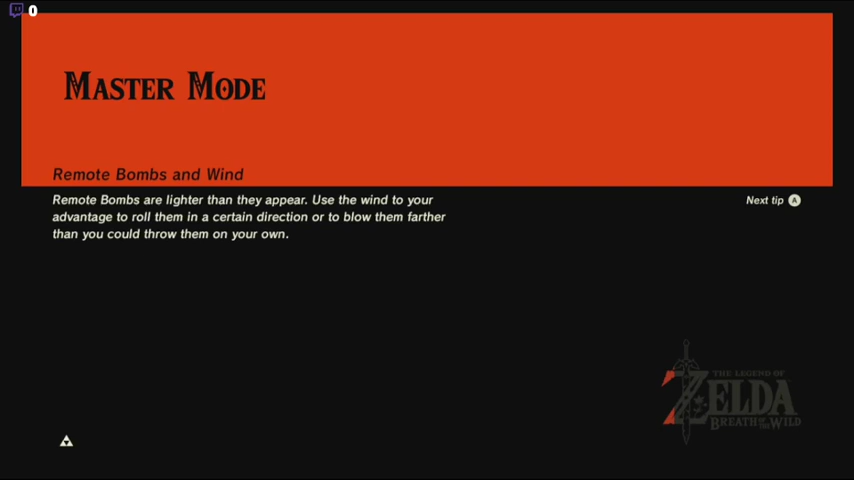 0
Master Mode
Remote Bombs and Wind
Remote Bombs are lighter than they appear. Use the wind to your
advantage to roll them in a certain direction or to blow them farther
than you could throw them on your own.
Next tip A
THE LEGEND OF
ZELDA
BREATH OF THE WILD